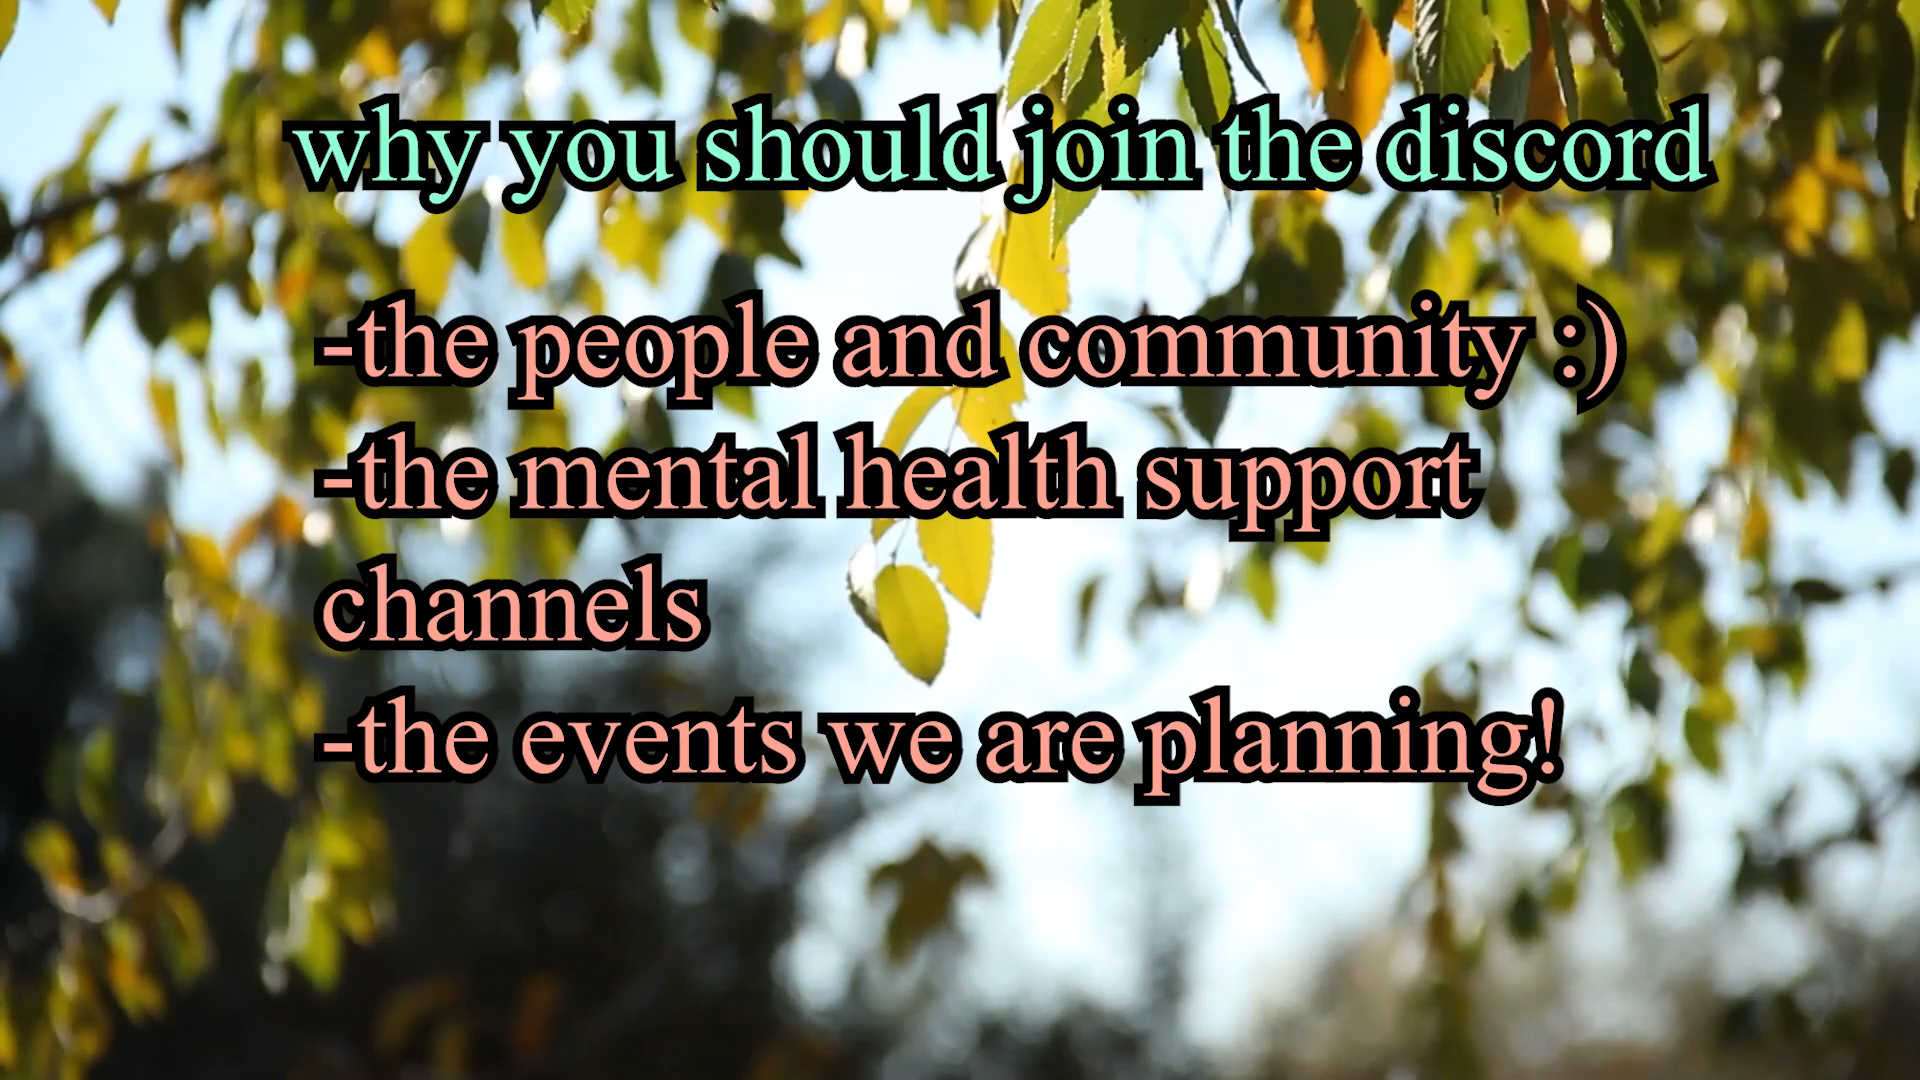 why you should join the discord
-the people and community :)
-the mental health support
channels
-the events we are planning!